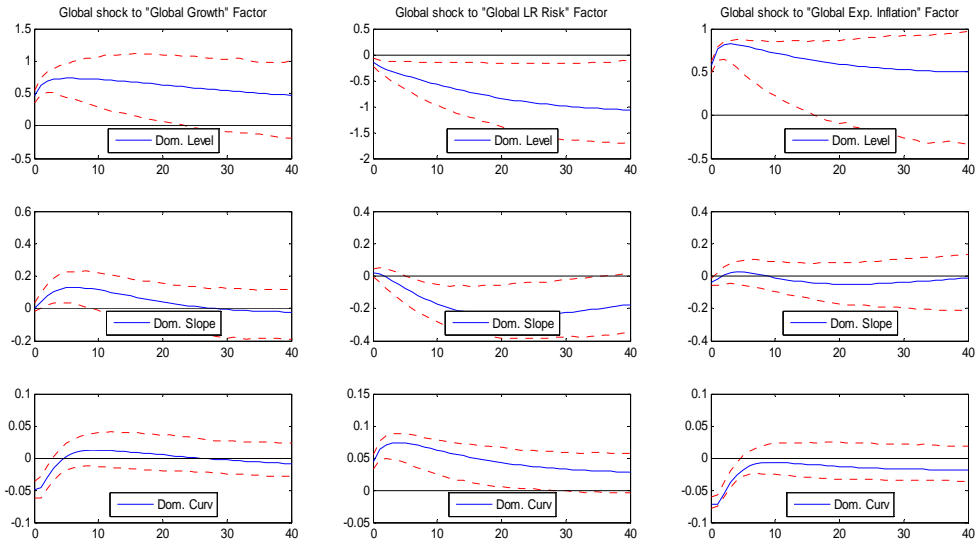 Global shock to "Global Growth" Factor
1.5
1
0.5
0
-0.5
Dom. Level
0 10 20 30 40
Global shock to "Global LR Risk" Factor
0
-0.5
-1
-1.5
-2
Dom. Level
0 10 20 30 40
Global shock to "Global Exp. Inflation" Factor
1
0.5
0
-0.5
Dom. Level
0 10 20 30 40
0.6
0.4
0.2
0
-0.2
Dom. Slope
0 10 20 30 40
0.4
0.2
0
-0.2
-0.4
Dom. Slope
0 10 20 30 40
0.4
0.2
0
-0.2
-0.4
Dom. Slope
0 10 20 30 40
0.1
0.05
0
-0.05
-0.1
Dom. Curv
0 10 20 30 40
0.15
0.1
0.05
0
0.05
Dom. Curv
0 10 20 30 40
0.1
0.05
0
-0.05
-0.1
Dom. Curv
0 10 20 30 40